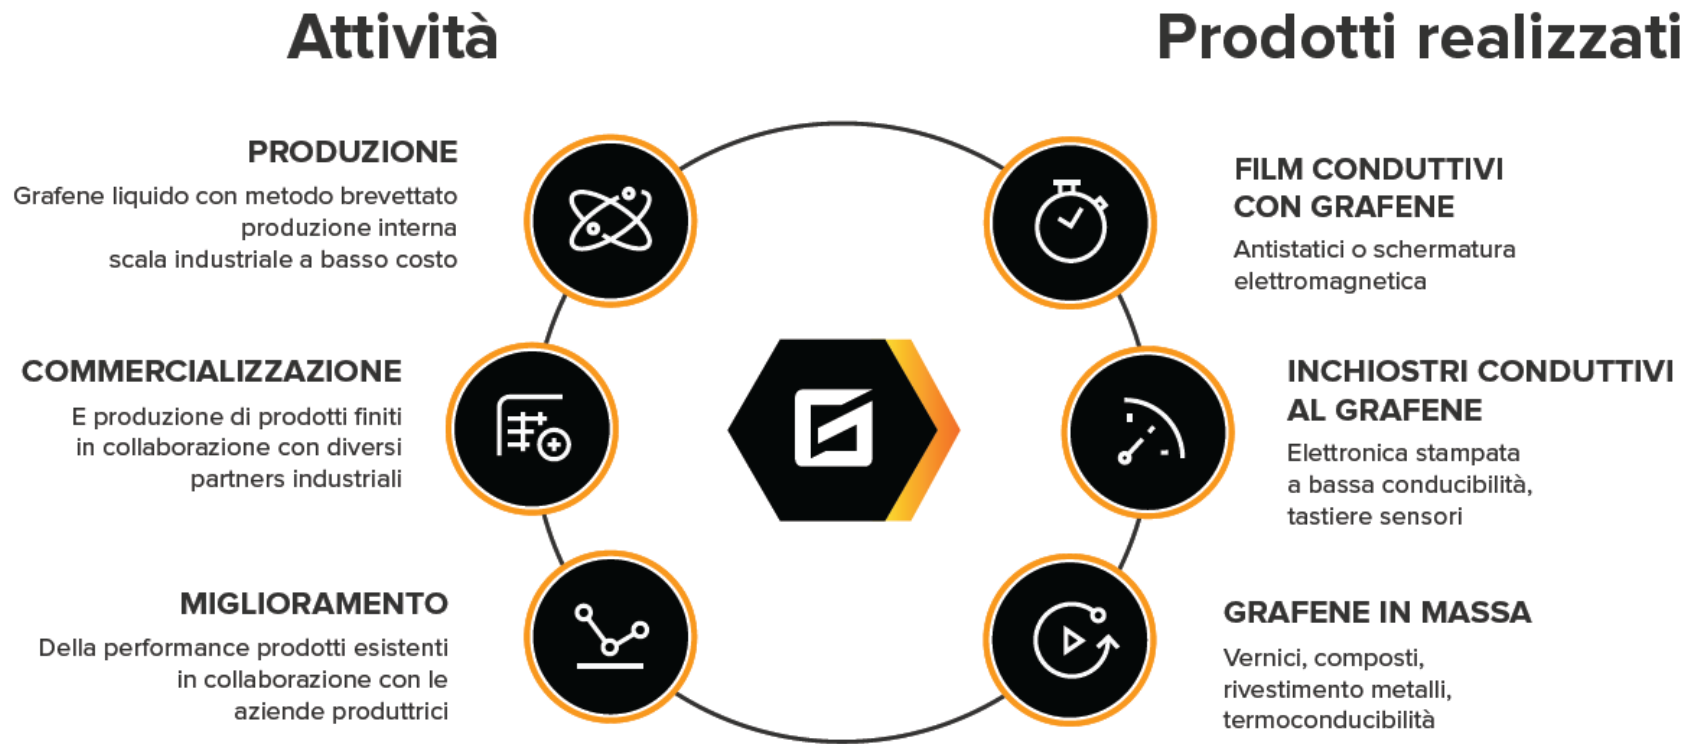 Attività
PRODUZIONE
Grafene liquido con metodo brevettato
produzione interna
scala industriale a basso costo
COMMERCIALIZZAZIONE
E produzione di prodotti finiti
in collaborazione con diversi
partners industriali
MIGLIORAMENTO
Della performance prodotti esistenti
in collaborazione con le
aziende produttrici
Prodotti realizzati
FILM CONDUTTIVI
CON GRAFENE
Antistatici o schermatura
elettromagnetica
INCHIOSTRI CONDUTTIVI
AL GRAFENE
Elettronica stampata
a bassa conducibilità,
tastiere sensori
GRAFENE IN MASSA
Vernici, composti,
rivestimento metalli,
termoconducibilità